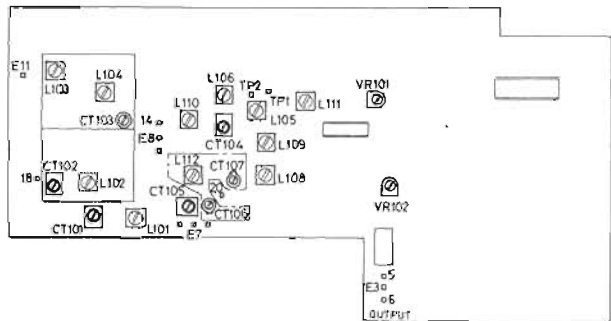 E11
L103
L104
CT103
L106
TP2
TP1
L111
VR101
L110
L105
14
E8
CT104
L109
CT102
18
L102
L112
CT107
L108
20
CT105
CT106
VR102
CT101
L101
E7
5
E3
6
OUTPUT